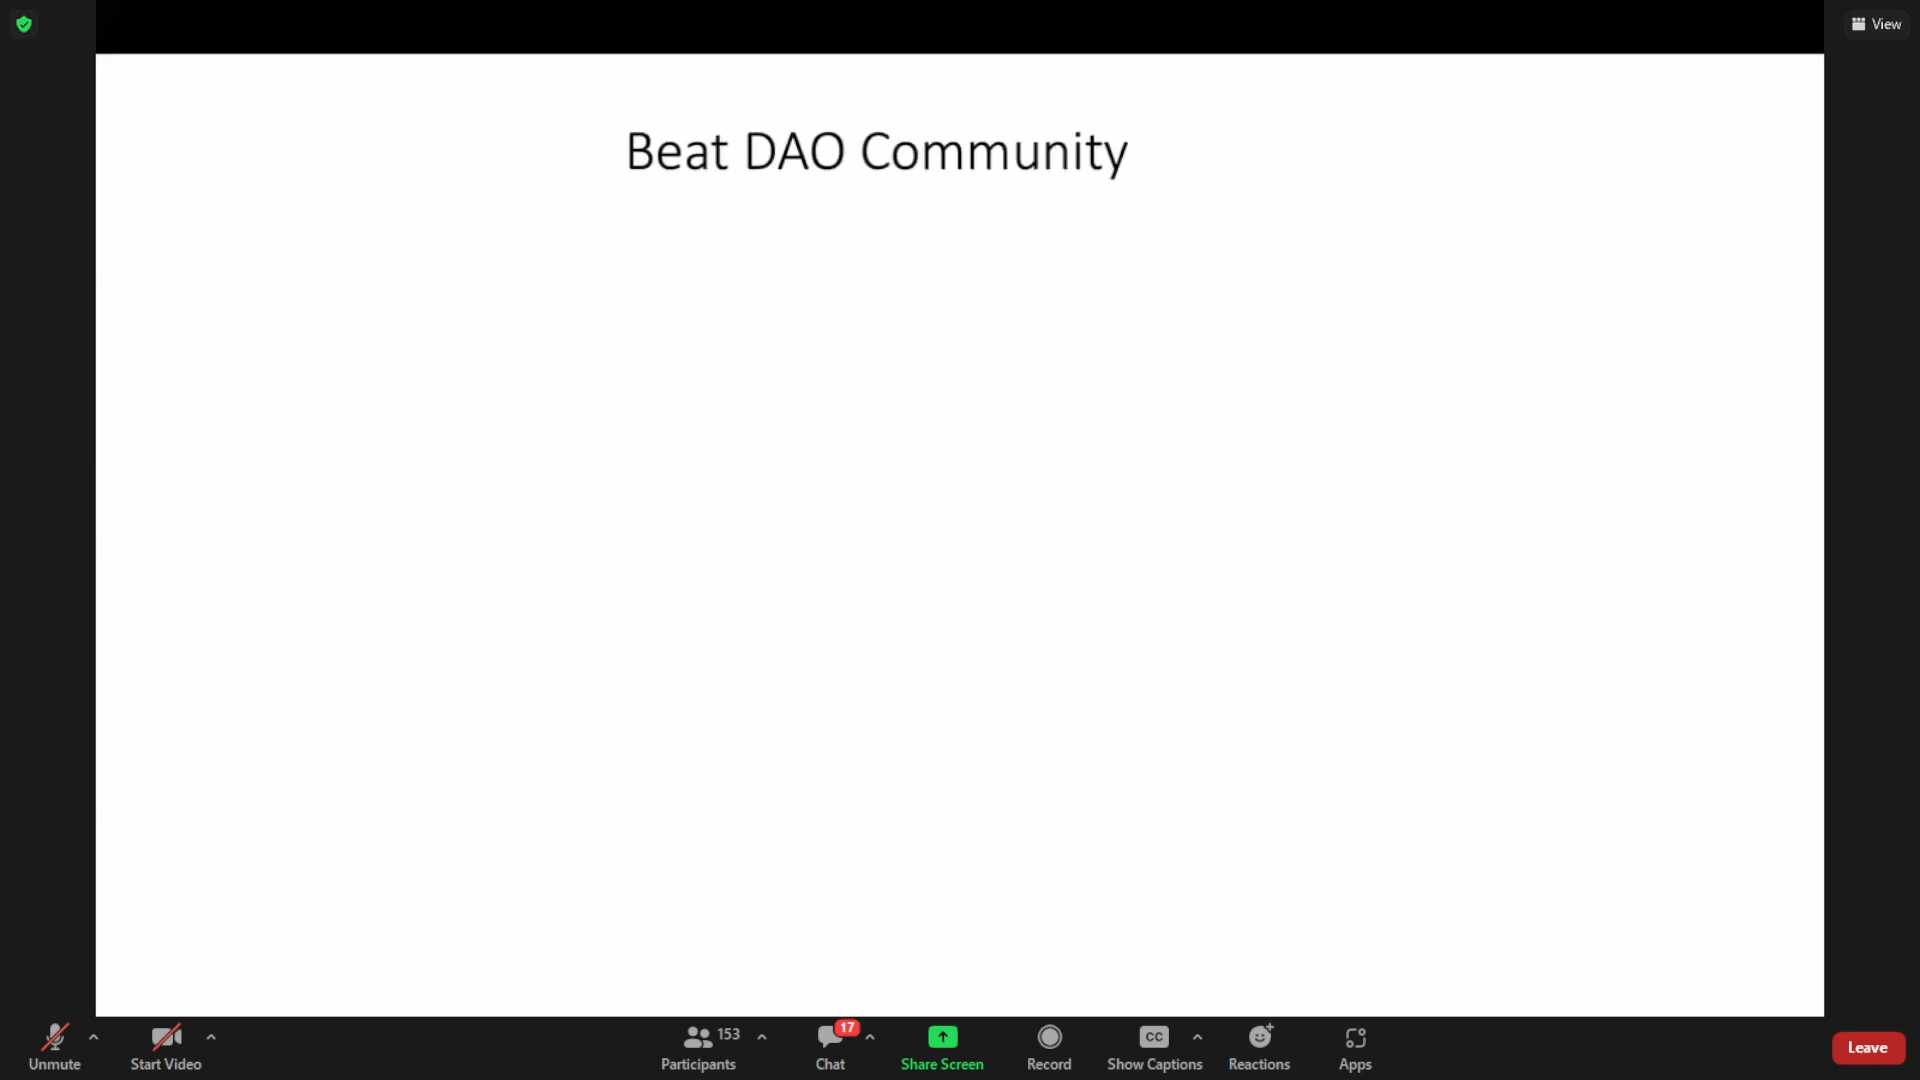 View
Beat DAO Community
Unmute
Start Video
153
Participants
17
Chat
Share Screen
Record
CC
Show Captions
Reactions
Apps
Leave